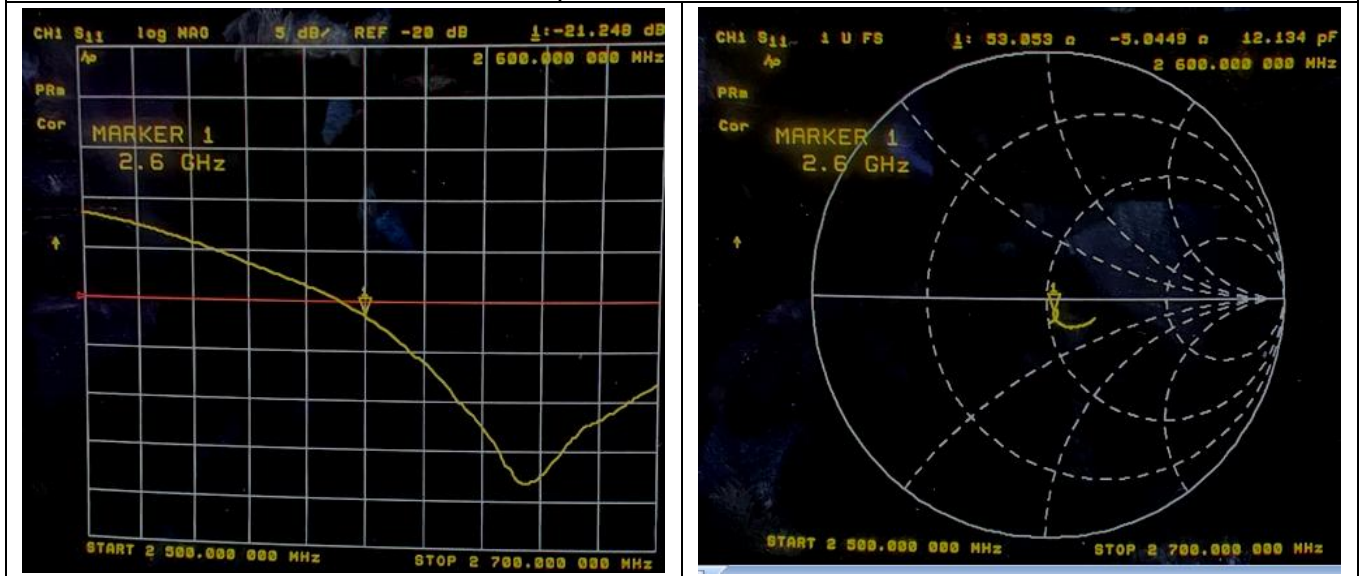 CH1 S11 log MAG 5 dB/ REF -20 dB 1:-21.248 dB
2 600.000 000 MHz
PRm
Cor
MARKER 1
2.6 GHz
1
START 2 500.000 000 MHz STOP 2 700.000 000 MHz
CH1 S11 1 U FS 1: 53.053 Ω -5.0449 Ω 12.134 pF
2 600.000 000 MHz
PRm
Cor
MARKER 1
2.6 GHz
1
START 2 500.000 000 MHz STOP 2 700.000 000 MHz